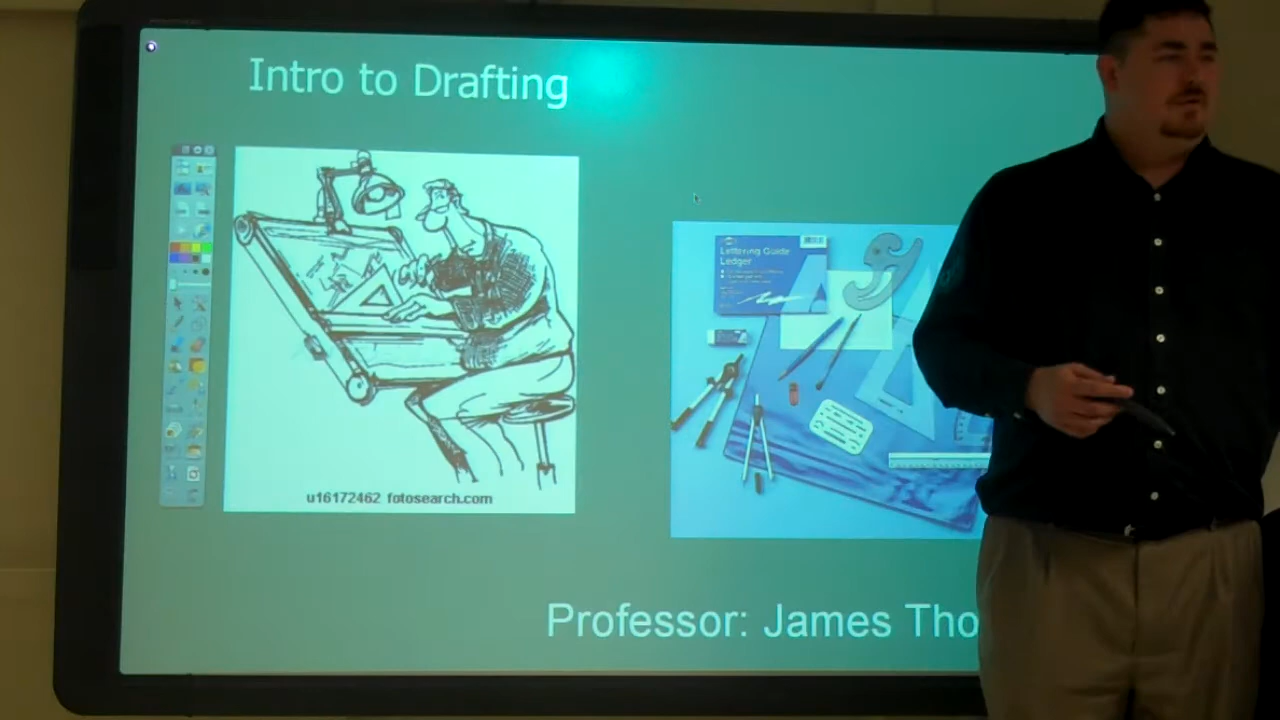 Intro to Drafting
Lettering Guide
Ledger
u16172462 fotosearch.com
Professor: James Tho